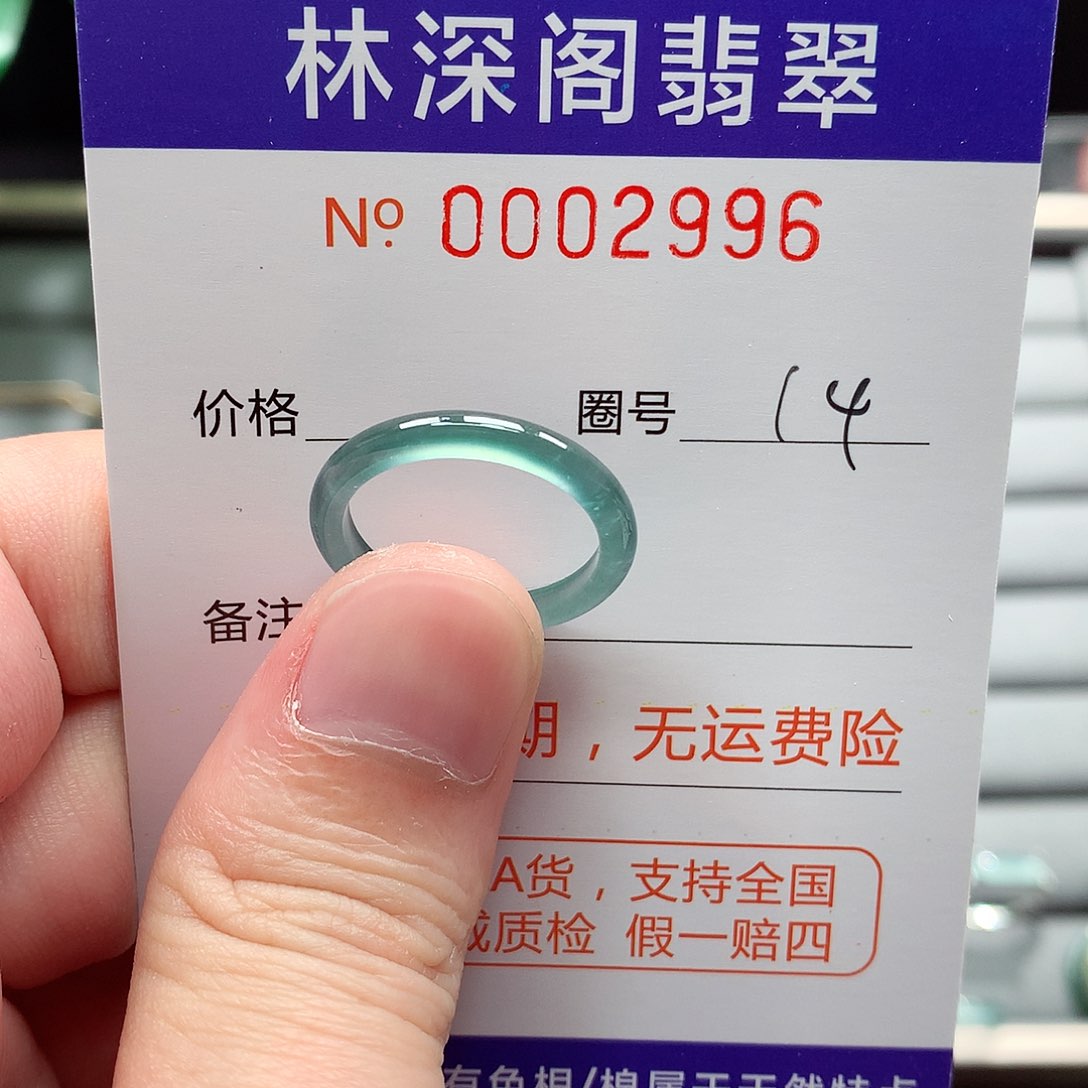 林深阁翡翠
Nº 0002996
价格 圈号 14
备注
期，无运费险
A货，支持全国
质检 假一赔四